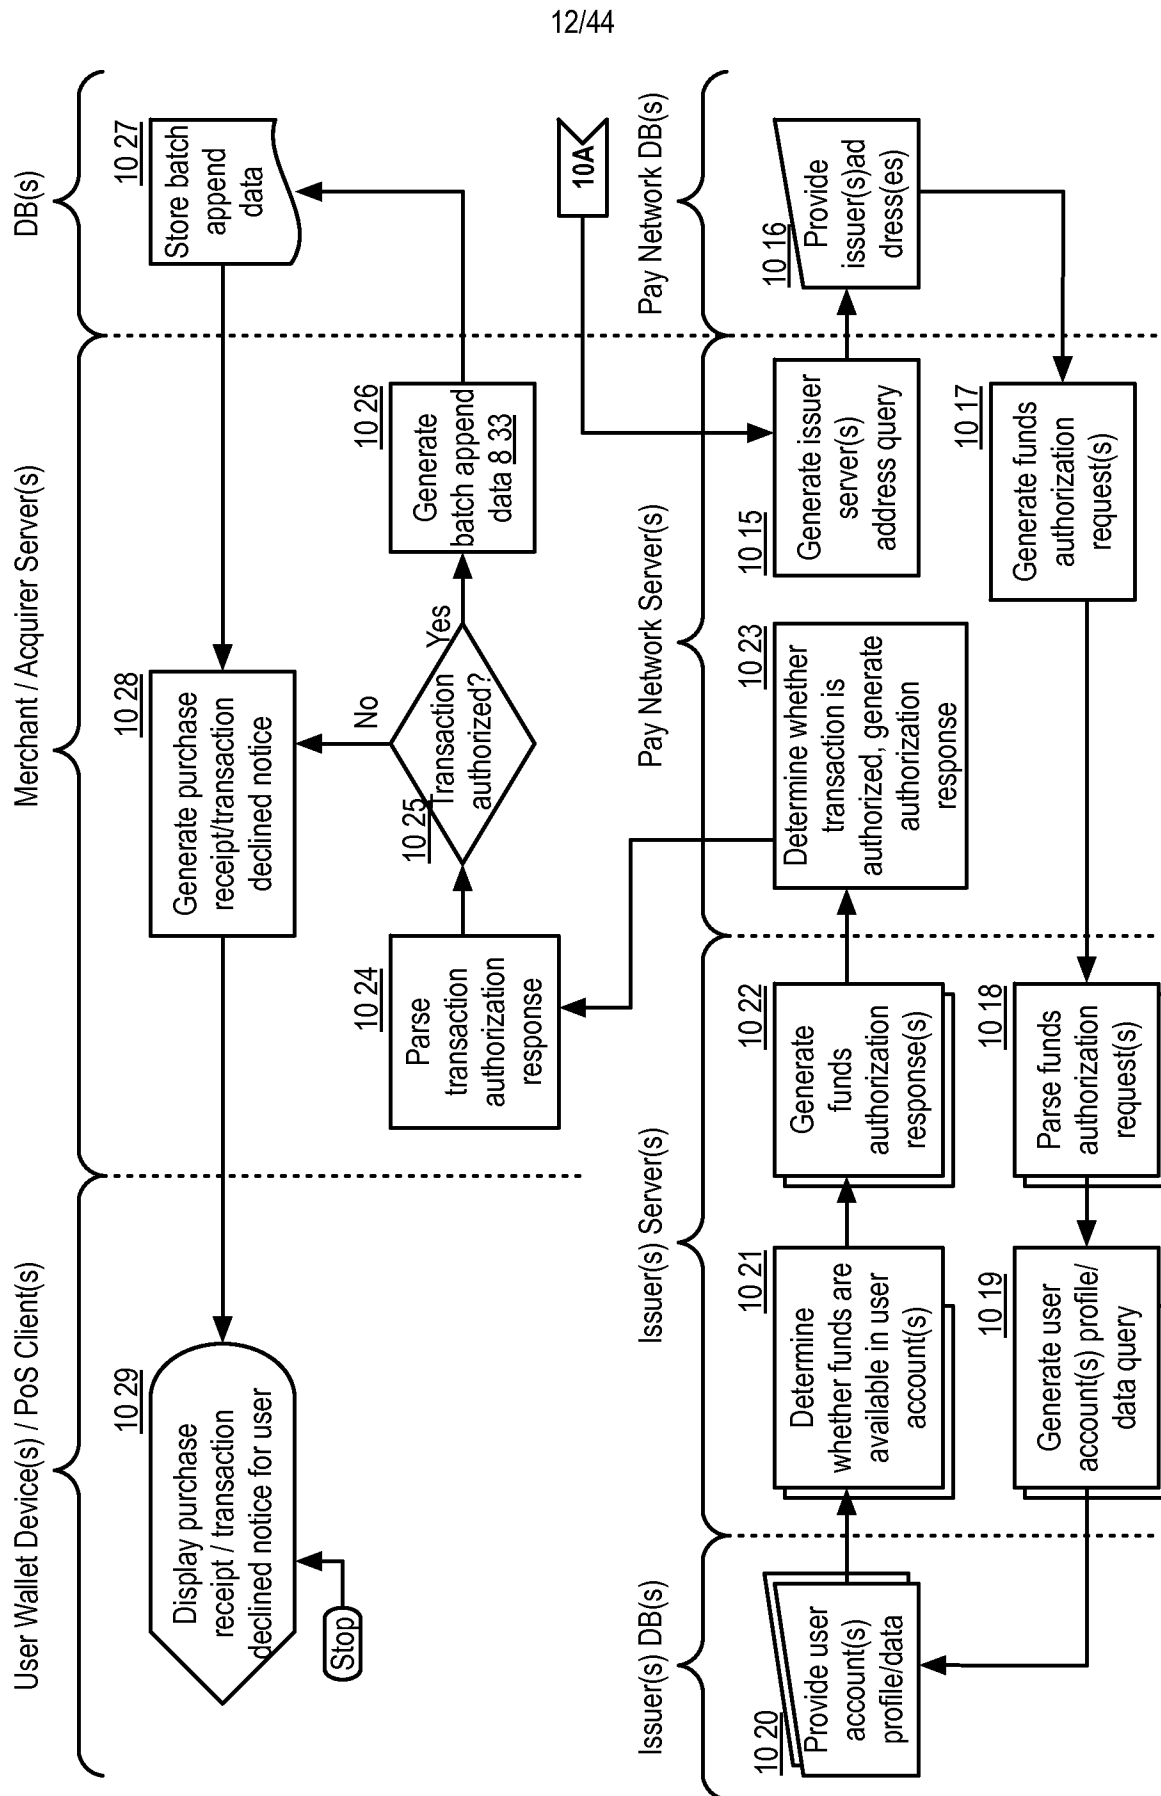 12/44
User Wallet Device(s) / PoS Client(s)
Merchant / Acquirer Server(s)
DB(s)
10 29
Display purchase
receipt / transaction
declined notice for user
Stop
10 28
Generate purchase
receipt/transaction
declined notice
10 27
Store batch
append
data
10 24
Parse
transaction
authorization
response
10 25
Transaction
authorized?
No
Yes
10 26
Generate
batch append
data 8 33
10A
Issuer(s) DB(s)
Issuer(s) Server(s)
Pay Network Server(s)
Pay Network DB(s)
10 20
Provide user
account(s)
profile/data
10 21
Determine
whether funds are
available in user
account(s)
10 22
Generate
funds
authorization
response(s)
10 23
Determine whether
transaction is
authorized, generate
authorization
response
10 15
Generate issuer
server(s)
address query
10 16
Provide
issuer(s)ad
dress(es)
10 19
Generate user
account(s) profile/
data query
10 18
Parse funds
authorization
request(s)
10 17
Generate funds
authorization
request(s)